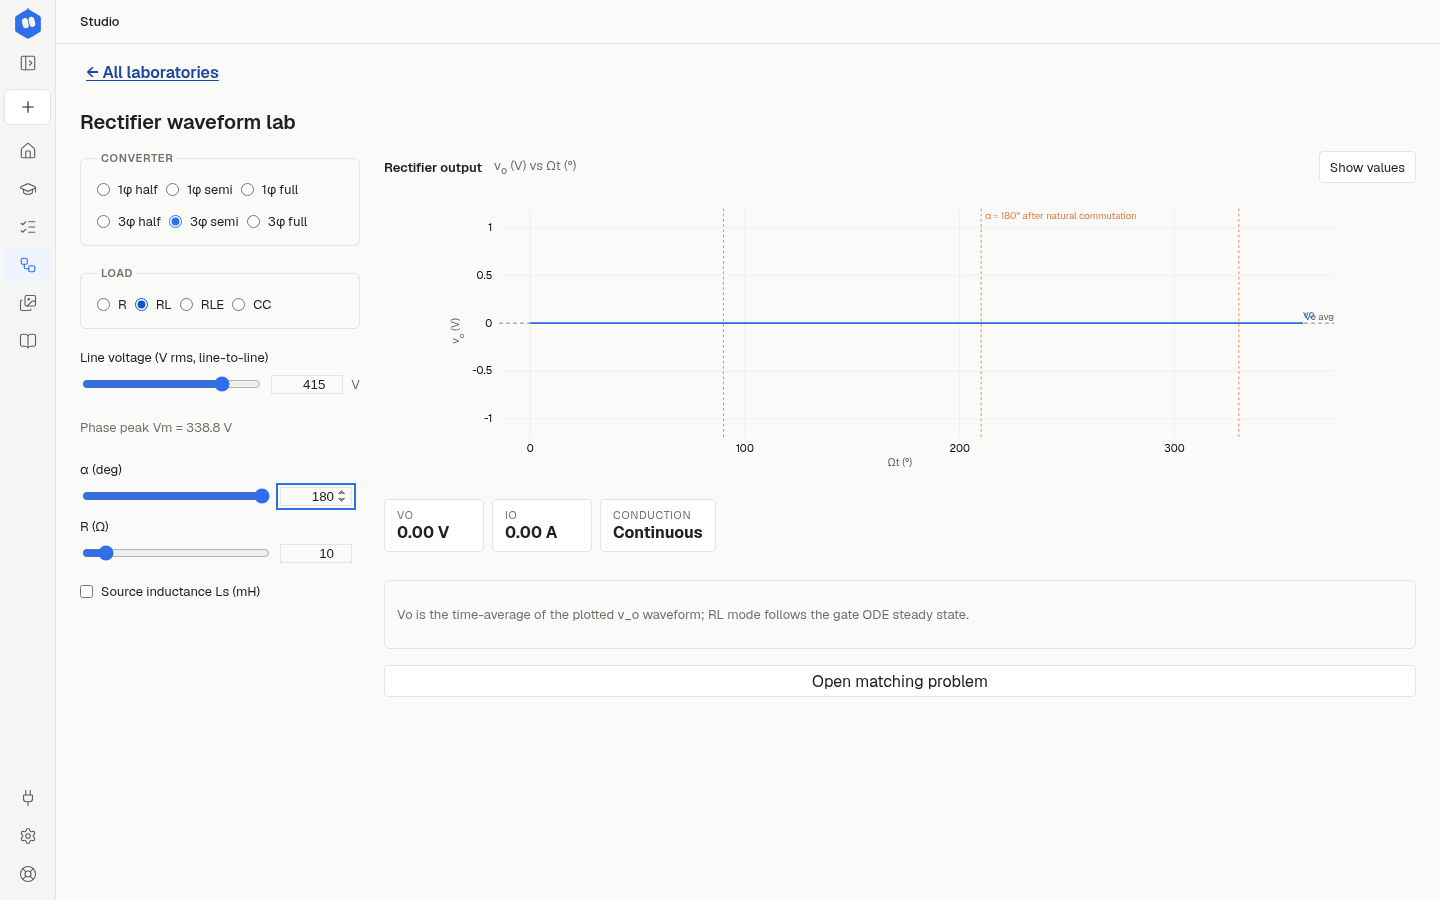 Studio
← All laboratories
Rectifier waveform lab
CONVERTER
1φ half 1φ semi 1φ full
3φ half 3φ semi 3φ full
LOAD
R RL RLE CC
Line voltage (V rms, line-to-line)
415 V
Phase peak Vm = 338.8 V
α (deg)
180
R (Ω)
10
Source inductance Ls (mH)
Rectifier output vo (V) vs Ωt (°)
Show values
α = 180° after natural commutation
1
0.5
0
-0.5
-1
vo (V)
Vo avg
0 100 200 300
Ωt (°)
VO
0.00 V
IO
0.00 A
CONDUCTION
Continuous
Vo is the time-average of the plotted v_o waveform; RL mode follows the gate ODE steady state.
Open matching problem